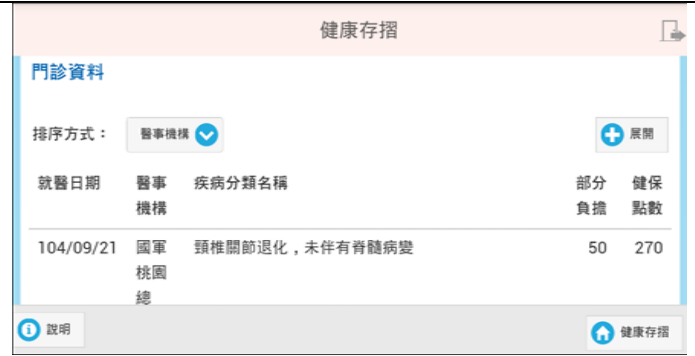 健康存摺
門診資料
排序方式： 醫事機構 展開
就醫日期 醫事機構 疾病分類名稱 部分負擔 健保點數
104/09/21 國軍桃園總 頸椎關節退化，未伴有脊髓病變 50 270
說明 健康存摺